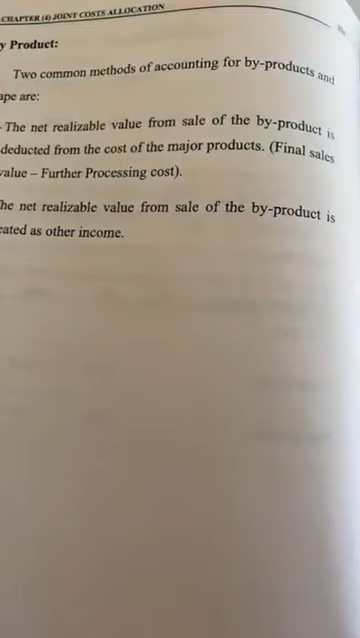 CHAPTER (4) JOINT COSTS ALLOCATION
y Product:
Two common methods of accounting for by-products and
ape are:
- The net realizable value from sale of the by-product is
deducted from the cost of the major products. (Final sales
value – Further Processing cost).
he net realizable value from sale of the by-product is
eated as other income.